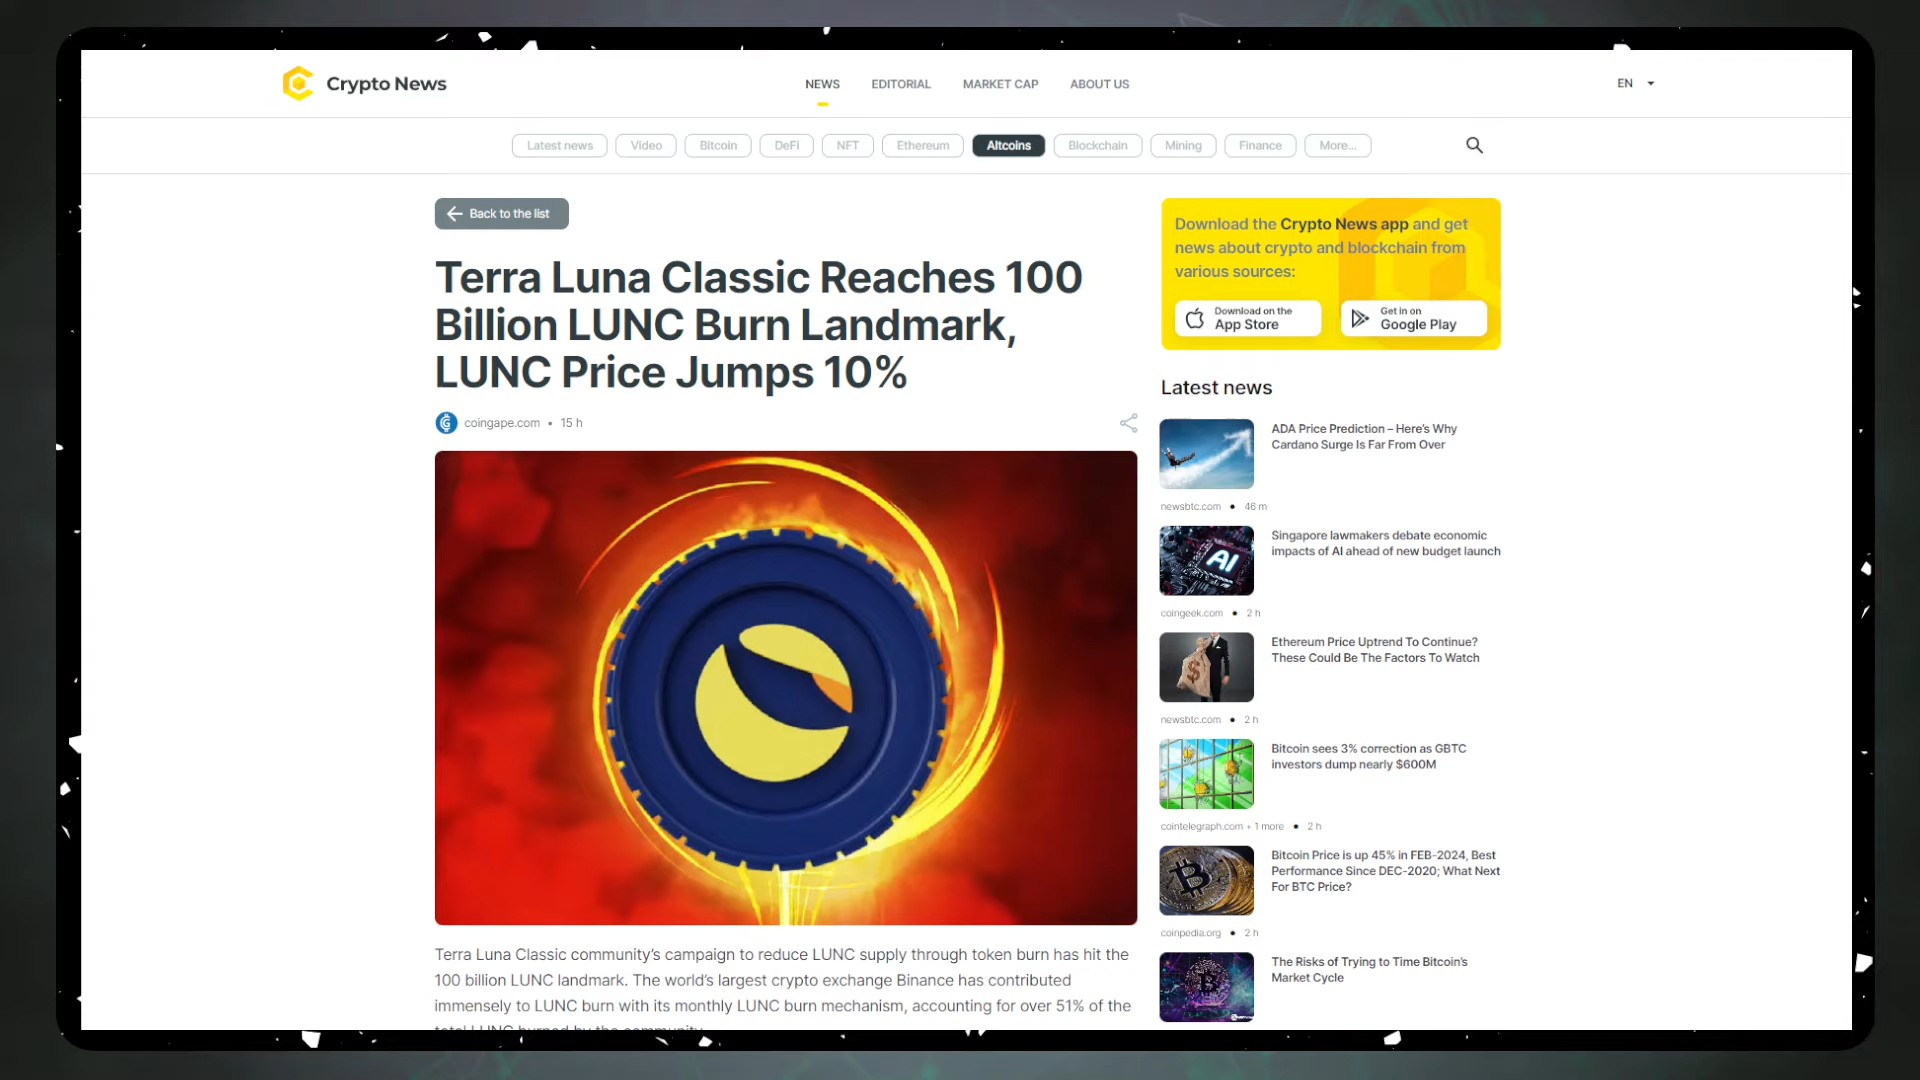 Crypto News
NEWS
EDITORIAL
MARKET CAP
ABOUT US
EN
Latest news
Video
Bitcoin
DeFi
NFT
Ethereum
Altcoins
Blockchain
Mining
Finance
More...
Back to the list
Terra Luna Classic Reaches 100
Billion LUNC Burn Landmark,
LUNC Price Jumps 10%
coingape.com • 15 h
Terra Luna Classic community's campaign to reduce LUNC supply through token burn has hit the
100 billion LUNC landmark. The world's largest crypto exchange Binance has contributed
immensely to LUNC burn with its monthly LUNC burn mechanism, accounting for over 51% of the
total LUNC burned by the community.
Download the Crypto News app and get
news about crypto and blockchain from
various sources:
Download on the
App Store
Get in on
Google Play
Latest news
ADA Price Prediction – Here's Why
Cardano Surge Is Far From Over
newsbtc.com • 46 m
AI
Singapore lawmakers debate economic
impacts of AI ahead of new budget launch
coingeek.com • 2 h
$
Ethereum Price Uptrend To Continue?
These Could Be The Factors To Watch
newsbtc.com • 2 h
Bitcoin sees 3% correction as GBTC
investors dump nearly $600M
cointelegraph.com + 1 more • 2 h
Bitcoin Price is up 45% in FEB-2024, Best
Performance Since DEC-2020; What Next
For BTC Price?
coinpedia.org • 2 h
The Risks of Trying to Time Bitcoin's
Market Cycle